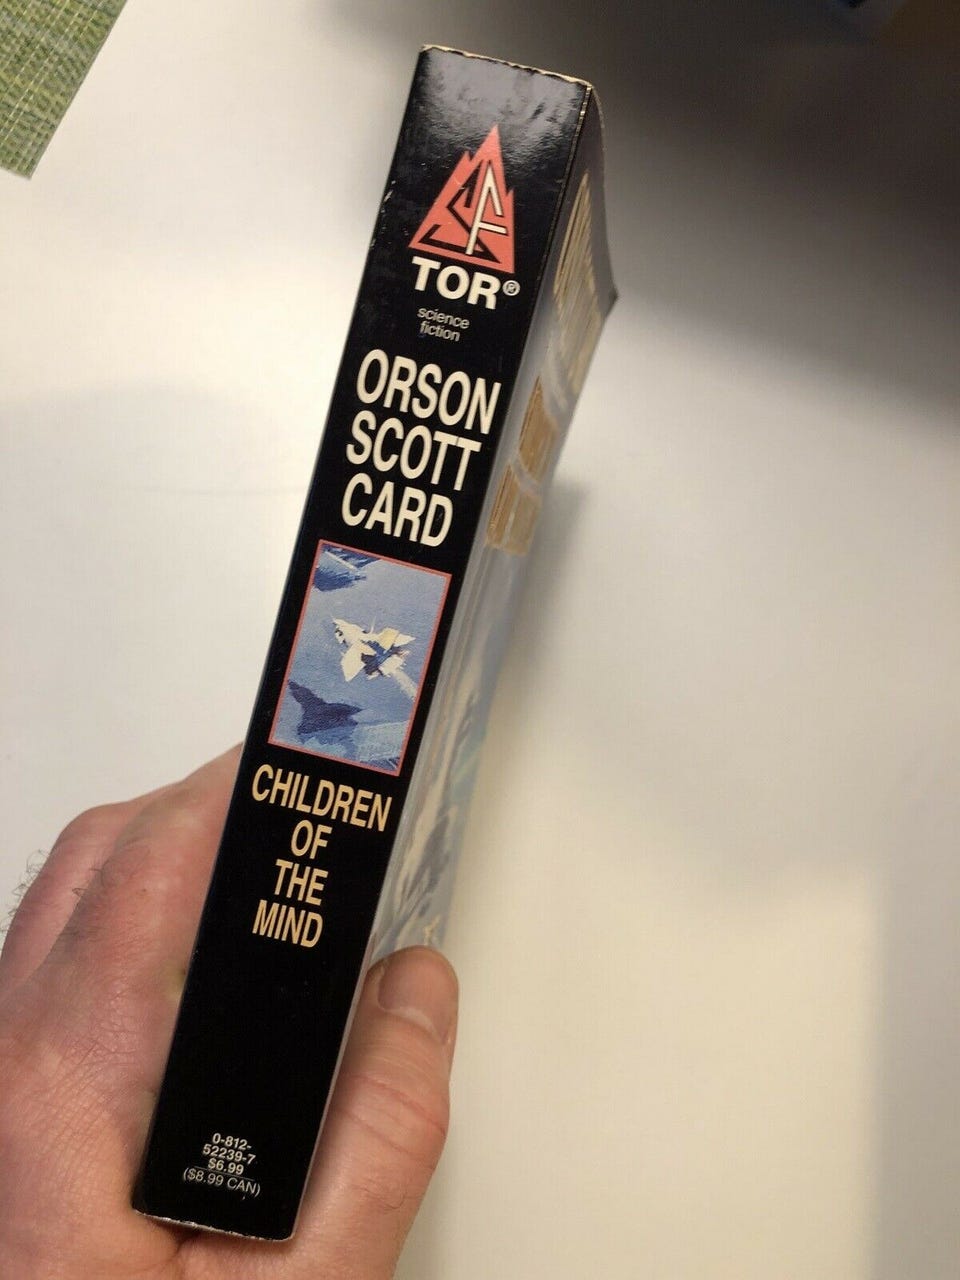 SF
TOR®
science
fiction
ORSON
SCOTT
CARD
CHILDREN
OF
THE
MIND
0-812-
52239-7
$6.99
($8.99 CAN)